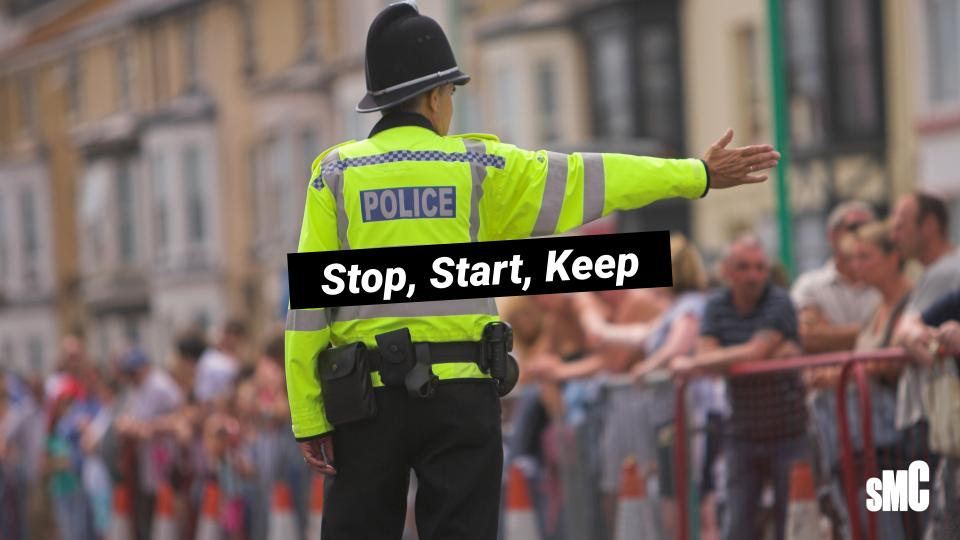 POLICE
Stop, Start, Keep
SMC